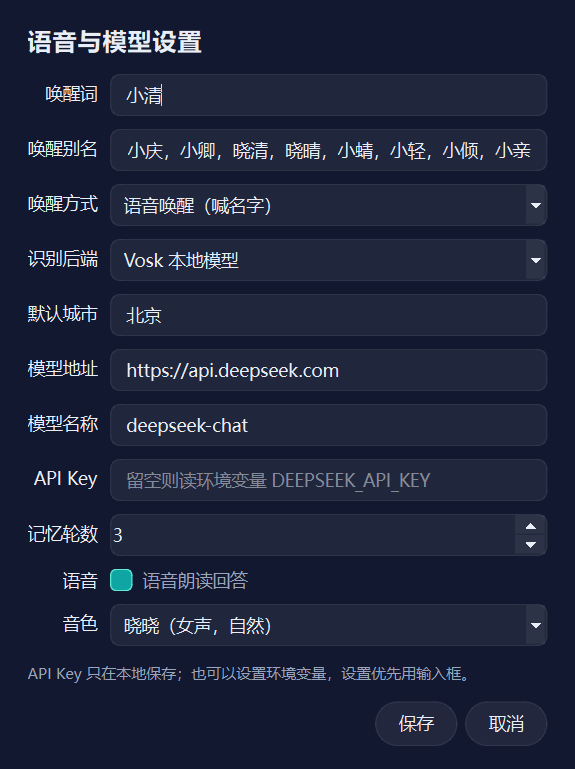 语音与模型设置
唤醒词 小清
唤醒别名 小庆，小卿，晓清，晓晴，小蜻，小轻，小倾，小亲
唤醒方式 语音唤醒（喊名字）
识别后端 Vosk 本地模型
默认城市 北京
模型地址 https://api.deepseek.com
模型名称 deepseek-chat
API Key 留空则读环境变量 DEEPSEEK_API_KEY
记忆轮数 3
语音 语音朗读回答
音色 晓晓（女声，自然）
API Key 只在本地保存；也可以设置环境变量，设置优先用输入框。
保存 取消